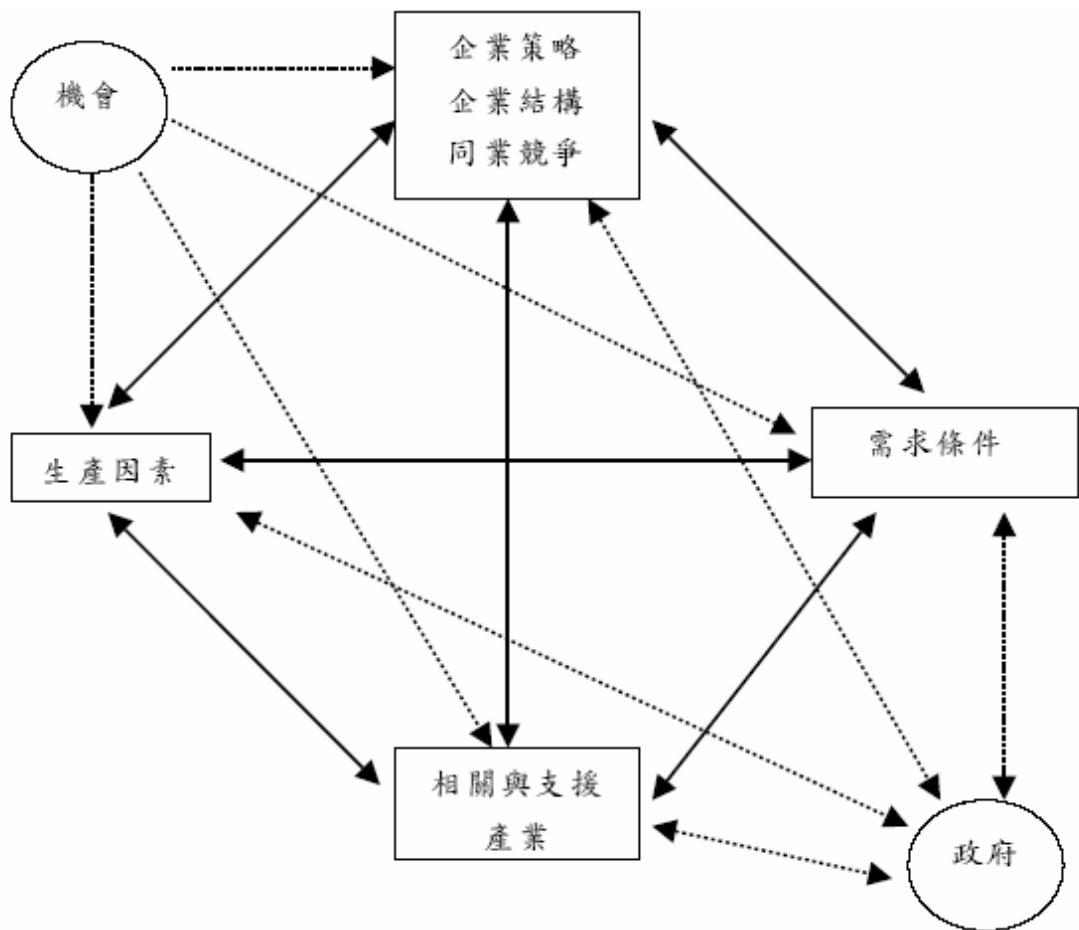 機會
企業策略
企業結構
同業競爭
生產因素
需求條件
相關與支援
產業
政府